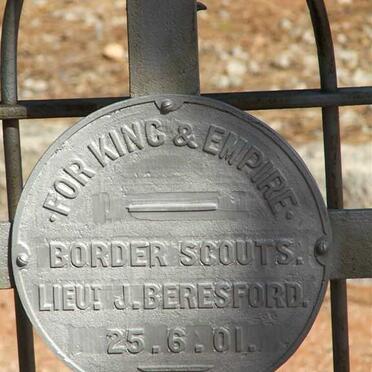 ·FOR KING & EMPIRE·
BORDER SCOUTS.
LIEUT J.BERESFORD.
25.6.01.